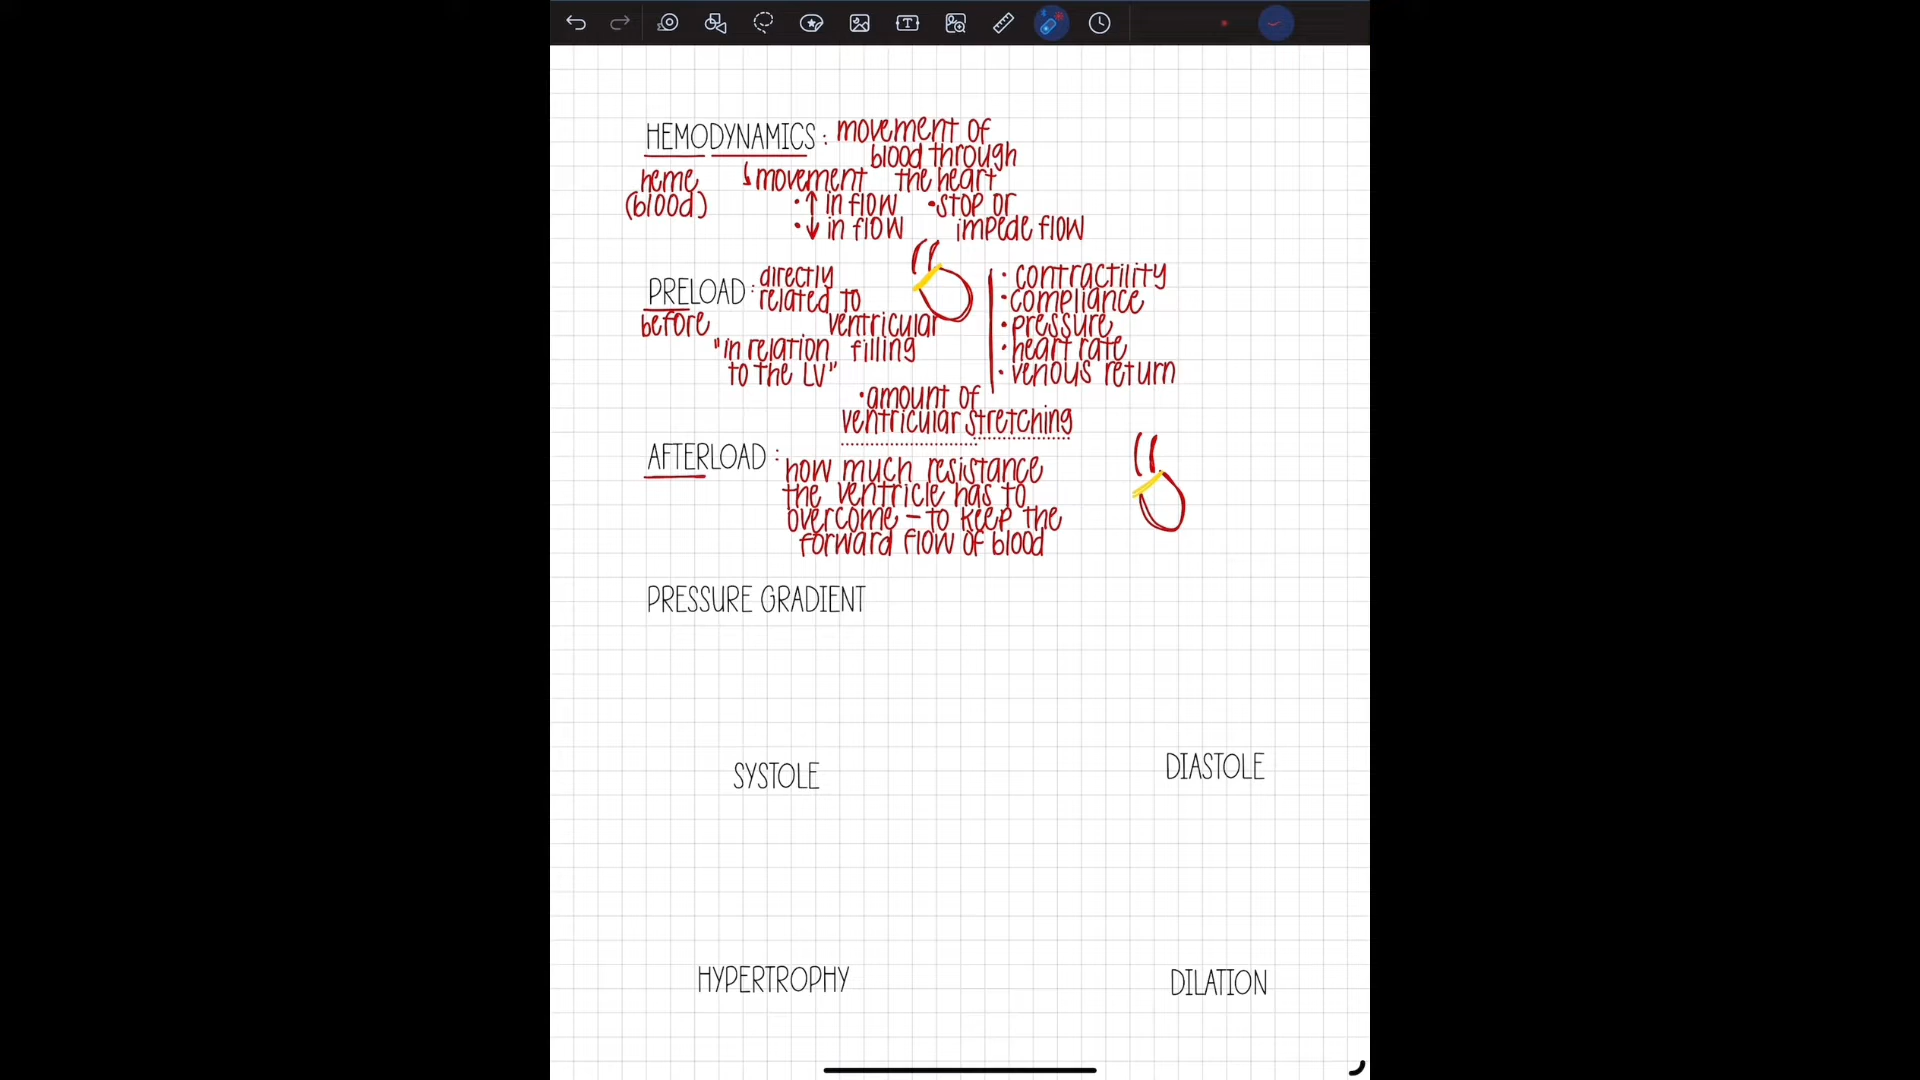 HEMODYNAMICS : movement of
blood through
the heart
heme
(blood)
↳ movement
• ↑ in flow
• ↓ in flow
• stop or
impede flow
PRELOAD : directly
related to
ventricular
filling
before
"in relation
to the LV"
• contractility
• compliance
• pressure
• heart rate
• venous return
• amount of
ventricular stretching
AFTERLOAD :
how much resistance
the ventricle has to
overcome – to keep the
forward flow of blood
PRESSURE GRADIENT
SYSTOLE
DIASTOLE
HYPERTROPHY
DILATION